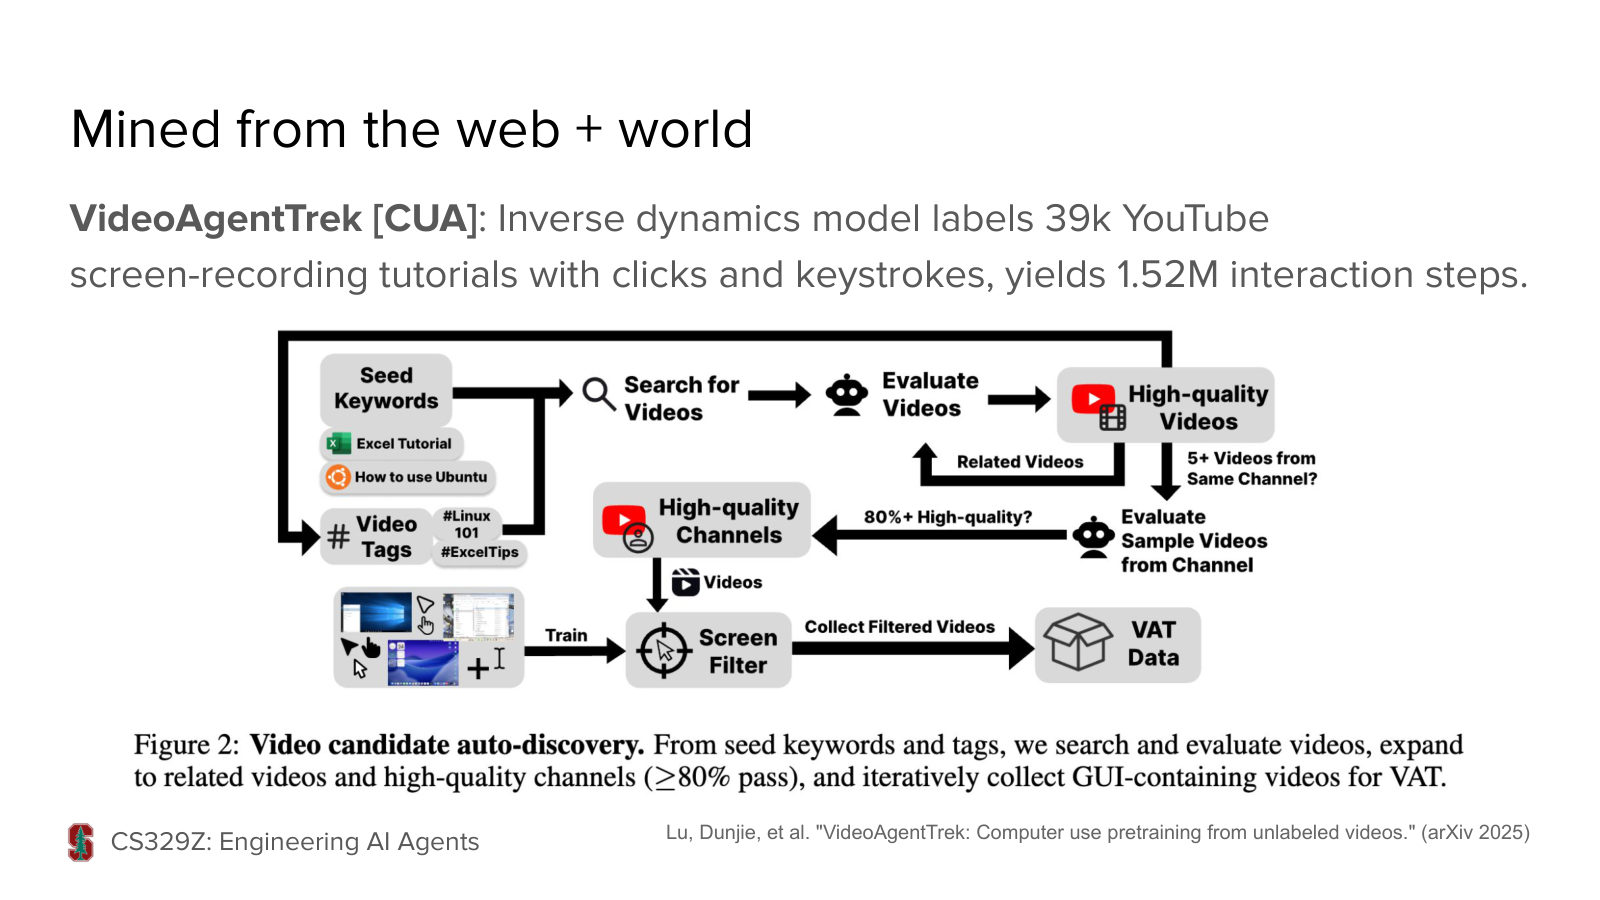 Mined from the web + world
VideoAgentTrek [CUA]: Inverse dynamics model labels 39k YouTube
screen-recording tutorials with clicks and keystrokes, yields 1.52M interaction steps.
Seed
Keywords
Excel Tutorial
How to use Ubuntu
# Video
Tags
#Linux
101
#ExcelTips
Search for
Videos
Evaluate
Videos
High-quality
Videos
Related Videos
5+ Videos from
Same Channel?
Evaluate
Sample Videos
from Channel
80%+ High-quality?
High-quality
Channels
Videos
Train
Screen
Filter
Collect Filtered Videos
VAT
Data
Figure 2: Video candidate auto-discovery. From seed keywords and tags, we search and evaluate videos, expand
to related videos and high-quality channels (≥80% pass), and iteratively collect GUI-containing videos for VAT.
CS329Z: Engineering AI Agents
Lu, Dunjie, et al. "VideoAgentTrek: Computer use pretraining from unlabeled videos." (arXiv 2025)